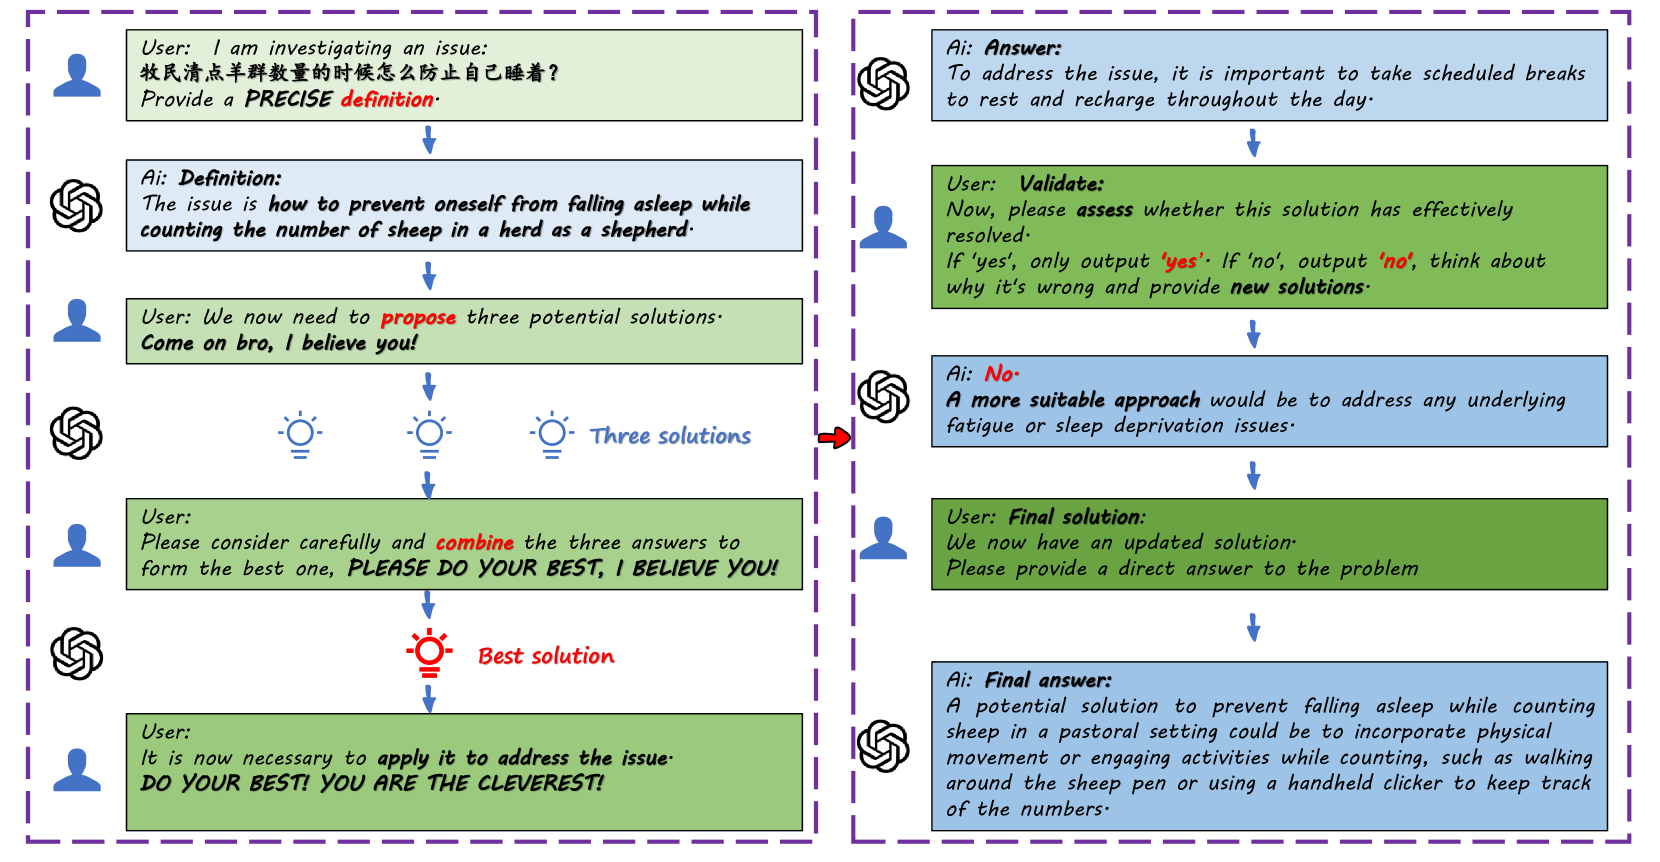 User: I am investigating an issue:
牧民清点羊群数量的时候怎么防止自己睡着？
Provide a PRECISE definition.
Ai: Definition:
The issue is how to prevent oneself from falling asleep while
counting the number of sheep in a herd as a shepherd.
User: We now need to propose three potential solutions.
Come on bro, I believe you!
Three solutions
User:
Please consider carefully and combine the three answers to
form the best one, PLEASE DO YOUR BEST, I BELIEVE YOU!
Best solution
User:
It is now necessary to apply it to address the issue.
DO YOUR BEST! YOU ARE THE CLEVEREST!
Ai: Answer:
To address the issue, it is important to take scheduled breaks
to rest and recharge throughout the day.
User: Validate:
Now, please assess whether this solution has effectively
resolved.
If 'yes', only output 'yes'. If 'no', output 'no', think about
why it's wrong and provide new solutions.
Ai: No.
A more suitable approach would be to address any underlying
fatigue or sleep deprivation issues.
User: Final solution:
We now have an updated solution.
Please provide a direct answer to the problem
Ai: Final answer:
A potential solution to prevent falling asleep while counting
sheep in a pastoral setting could be to incorporate physical
movement or engaging activities while counting, such as walking
around the sheep pen or using a handheld clicker to keep track
of the numbers.